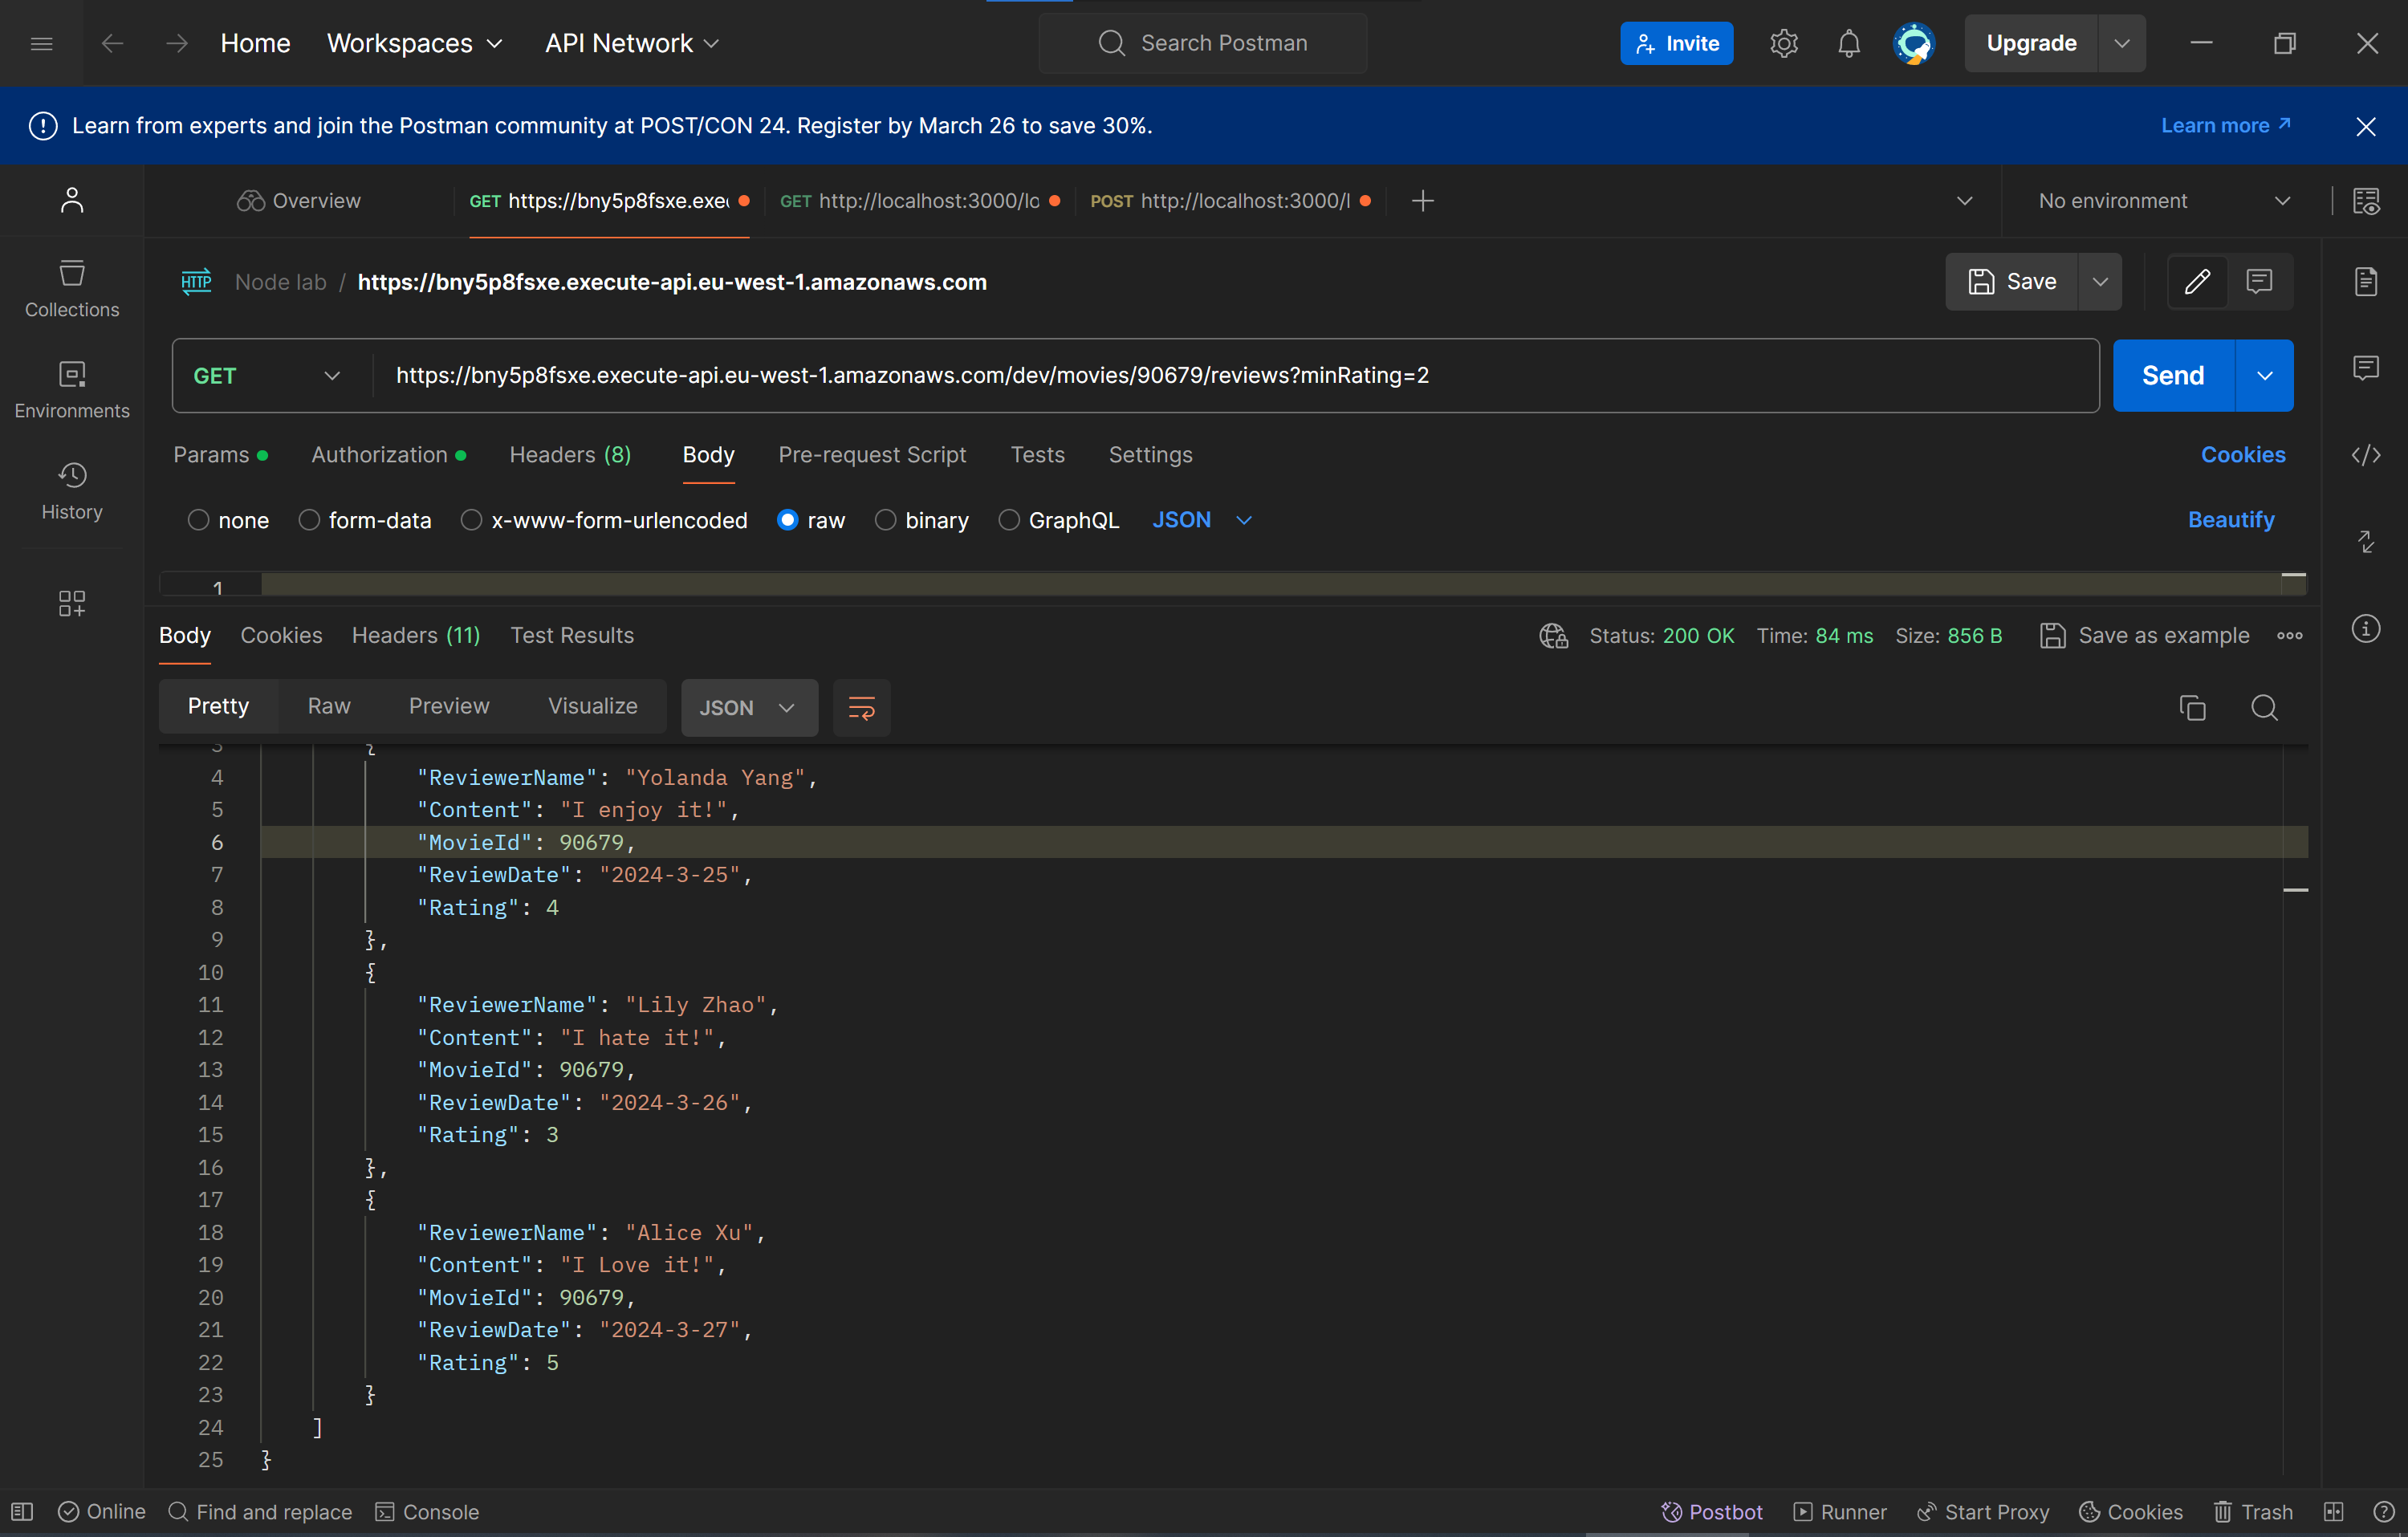 Home Workspaces API Network Search Postman Invite Upgrade
Learn from experts and join the Postman community at POST/CON 24. Register by March 26 to save 30%. Learn more
Overview GET https://bny5p8fsxe.exec GET http://localhost:3000/lo POST http://localhost:3000/l No environment
HTTP Node lab / https://bny5p8fsxe.execute-api.eu-west-1.amazonaws.com Save
Collections
GET https://bny5p8fsxe.execute-api.eu-west-1.amazonaws.com/dev/movies/90679/reviews?minRating=2 Send
Environments
Params Authorization Headers (8) Body Pre-request Script Tests Settings Cookies
History
none form-data x-www-form-urlencoded raw binary GraphQL JSON Beautify
1
Body Cookies Headers (11) Test Results Status: 200 OK Time: 84 ms Size: 856 B Save as example
Pretty Raw Preview Visualize JSON
3 {
4 "ReviewerName": "Yolanda Yang",
5 "Content": "I enjoy it!",
6 "MovieId": 90679,
7 "ReviewDate": "2024-3-25",
8 "Rating": 4
9 },
10 {
11 "ReviewerName": "Lily Zhao",
12 "Content": "I hate it!",
13 "MovieId": 90679,
14 "ReviewDate": "2024-3-26",
15 "Rating": 3
16 },
17 {
18 "ReviewerName": "Alice Xu",
19 "Content": "I Love it!",
20 "MovieId": 90679,
21 "ReviewDate": "2024-3-27",
22 "Rating": 5
23 }
24 ]
25 }
Online Find and replace Console Postbot Runner Start Proxy Cookies Trash